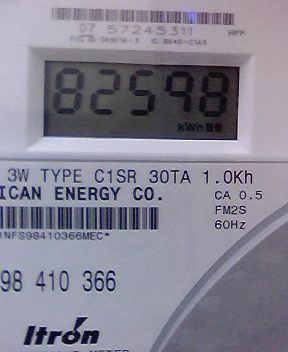 07 57245311
82598
kWh
3W TYPE C1SR 30TA 1.0Kh
ICAN ENERGY CO. CA 0.5
FM2S
60Hz
1NFS98410366MEC*
98 410 366
Itron